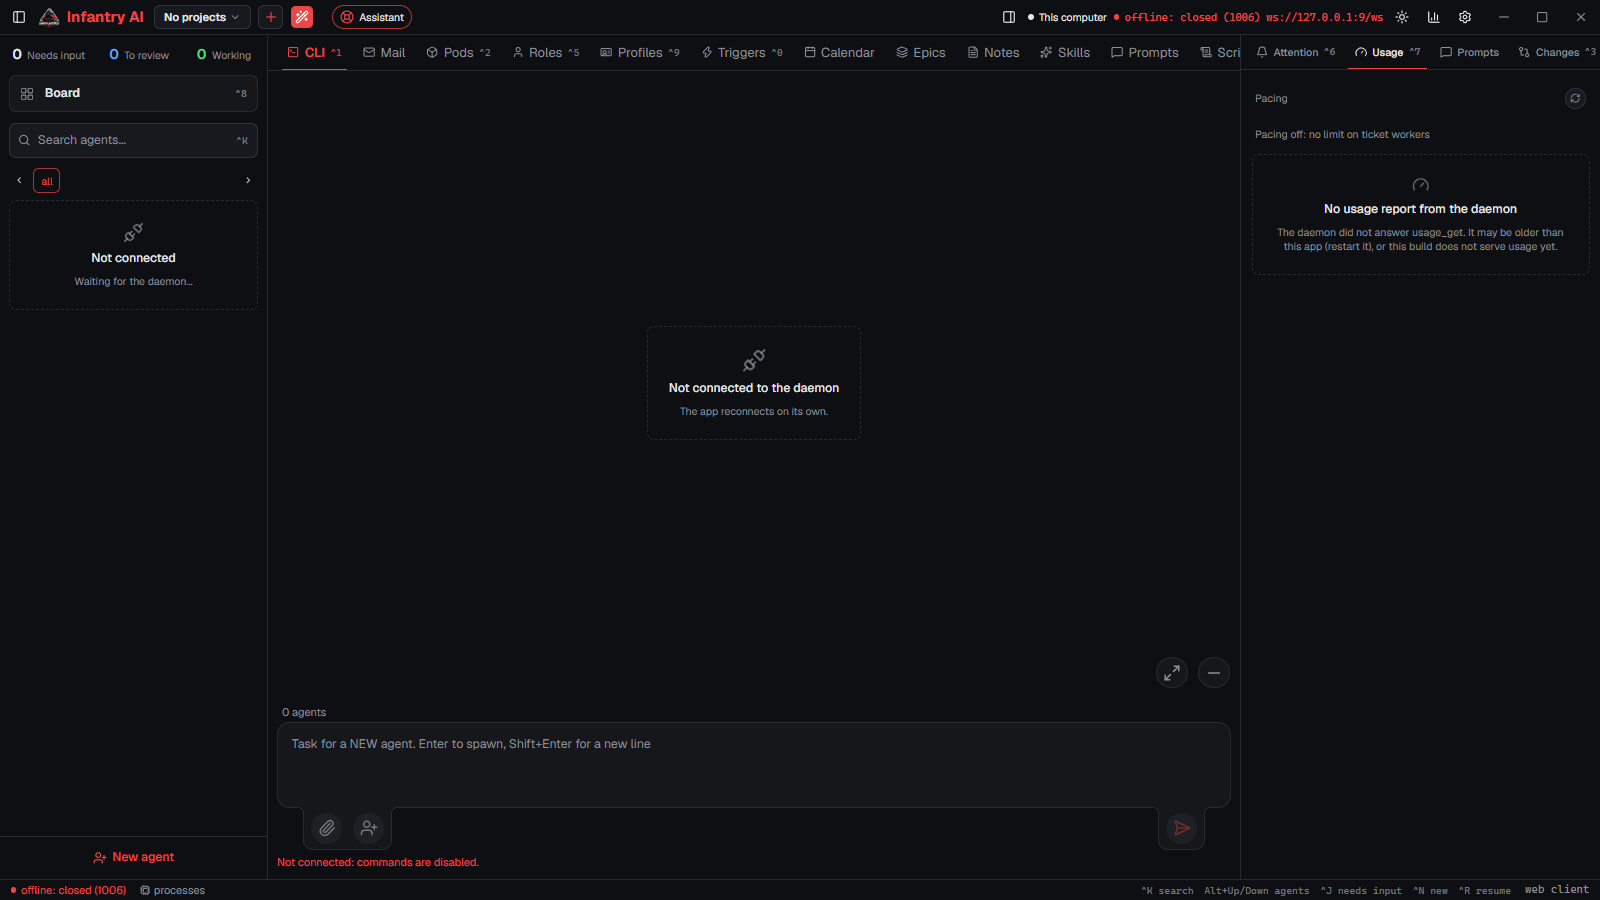 Infantry AI
No projects
Assistant
This computer
offline: closed (1006) ws://127.0.0.1:9/ws
0 Needs input
0 To review
0 Working
Board ^8
Search agents... ^K
all
Not connected
Waiting for the daemon...
New agent
CLI ^1
Mail
Pods ^2
Roles ^5
Profiles ^9
Triggers ^0
Calendar
Epics
Notes
Skills
Prompts
Scri
Not connected to the daemon
The app reconnects on its own.
0 agents
Task for a NEW agent. Enter to spawn, Shift+Enter for a new line
Not connected: commands are disabled.
Attention ^6
Usage ^7
Prompts
Changes ^3
Pacing
Pacing off: no limit on ticket workers
No usage report from the daemon
The daemon did not answer usage_get. It may be older than
this app (restart it), or this build does not serve usage yet.
offline: closed (1006)
processes
^K search Alt+Up/Down agents ^J needs input ^N new ^R resume web client